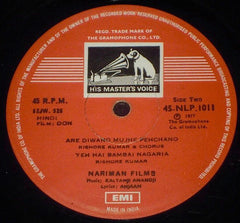 REGD. TRADE MARK OF
THE GRAMOPHONE CO., LTD.
HIS MASTER'S VOICE
45 R.P.M.
Side Two
45-NLP.1011
HINDI
FILM: DON
℗ 1977
The Gramophone
Co. of India Ltd.
ARE DIWANO MUJHE PEHCHANO
KISHORE KUMAR & CHORUS
YEH HAI BAMBAI NAGARIA
KISHORE KUMAR
NARIMAN FILMS
Music: KALYANJI ANANDJI
Lyrics: ANJAAN
EMI
MADE IN INDIA